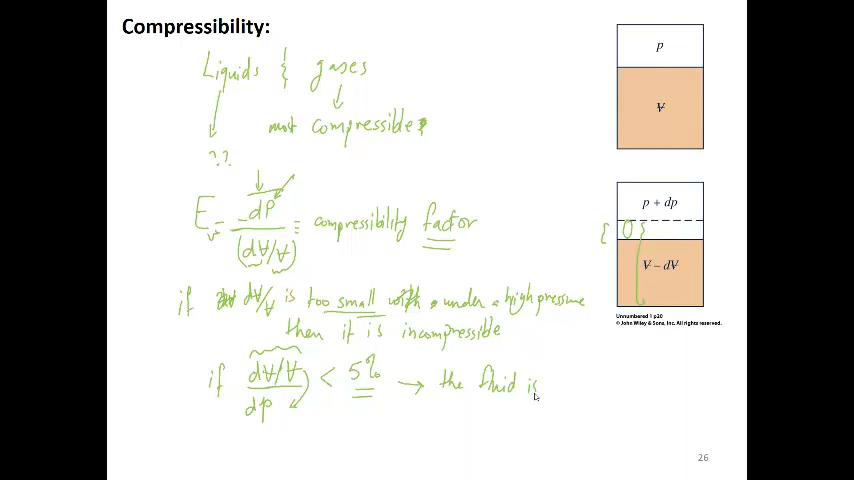 Compressibility:
Liquids & gases
most compressible
??
E_v = -dP / (dV/V) ≡ compressibility factor
if dV/V is too small under a high pressure
then it is incompressible
if (dV/V)/dp < 5% → the fluid is
p
V
p + dp
{ 0 }
V – dV
Unnumbered 1 p20
© John Wiley & Sons, Inc. All rights reserved.
26